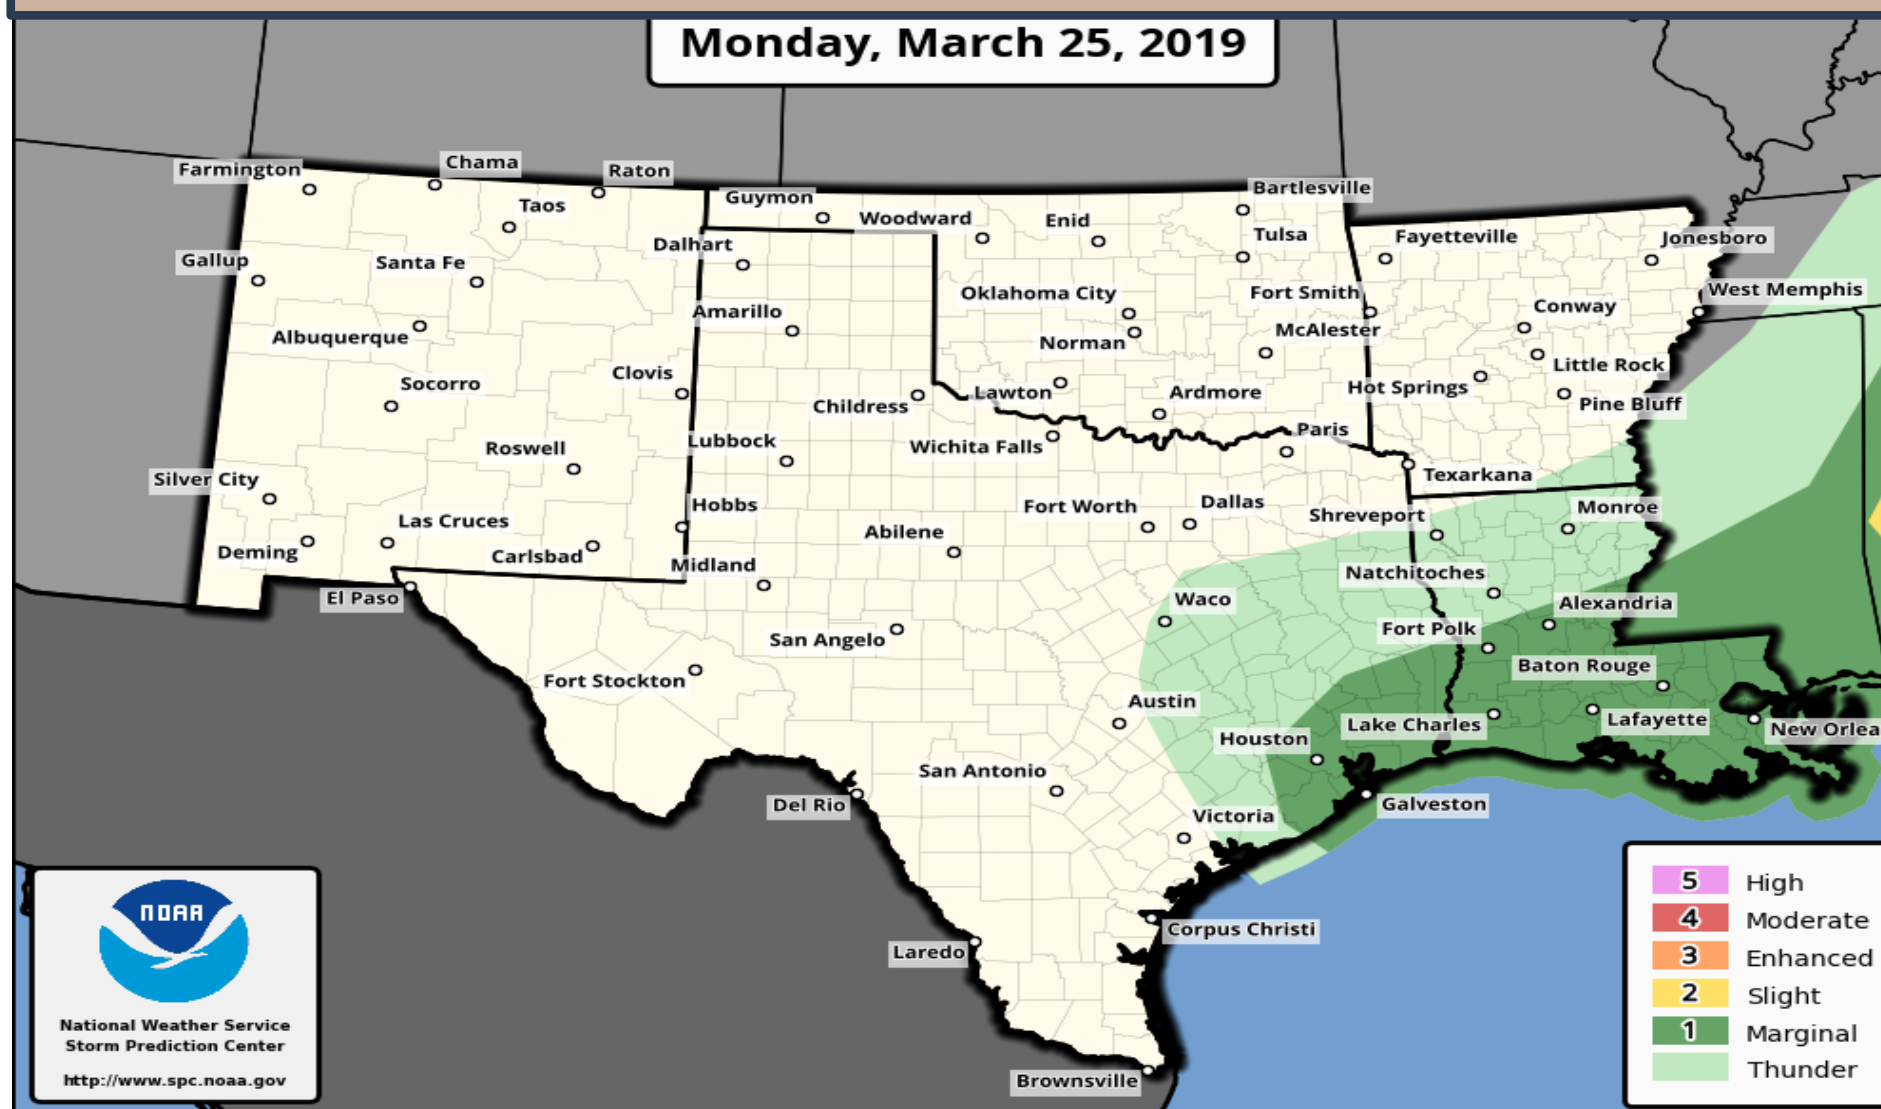 Monday, March 25, 2019
Farmington
Chama
Raton
Taos
Guymon
Woodward
Enid
Bartlesville
Tulsa
Fayetteville
Jonesboro
Dalhart
Gallup
Santa Fe
Oklahoma City
Fort Smith
West Memphis
Amarillo
Conway
Albuquerque
Norman
McAlester
Little Rock
Socorro
Clovis
Childress
Lawton
Ardmore
Hot Springs
Pine Bluff
Roswell
Lubbock
Wichita Falls
Paris
Texarkana
Silver City
Hobbs
Fort Worth
Dallas
Shreveport
Monroe
Las Cruces
Abilene
Deming
Carlsbad
Midland
Natchitoches
El Paso
Waco
Alexandria
San Angelo
Fort Polk
Fort Stockton
Baton Rouge
Austin
Lake Charles
Lafayette
New Orlea
Houston
San Antonio
Del Rio
Galveston
Victoria
Corpus Christi
Laredo
Brownsville
NOAA
National Weather Service
Storm Prediction Center
http://www.spc.noaa.gov
5 High
4 Moderate
3 Enhanced
2 Slight
1 Marginal
Thunder